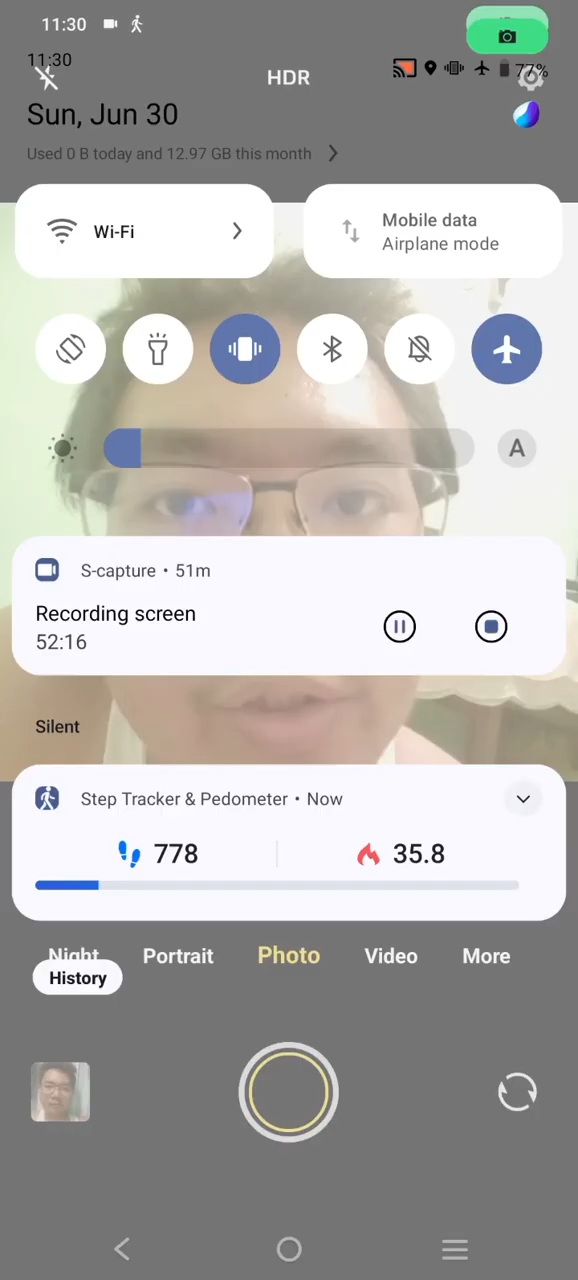 11:30
11:30
HDR
77%
Sun, Jun 30
Used 0 B today and 12.97 GB this month
Wi-Fi
Mobile data
Airplane mode
A
S-capture • 51m
Recording screen
52:16
Silent
Step Tracker & Pedometer • Now
778
35.8
Night
Portrait
Photo
Video
More
History